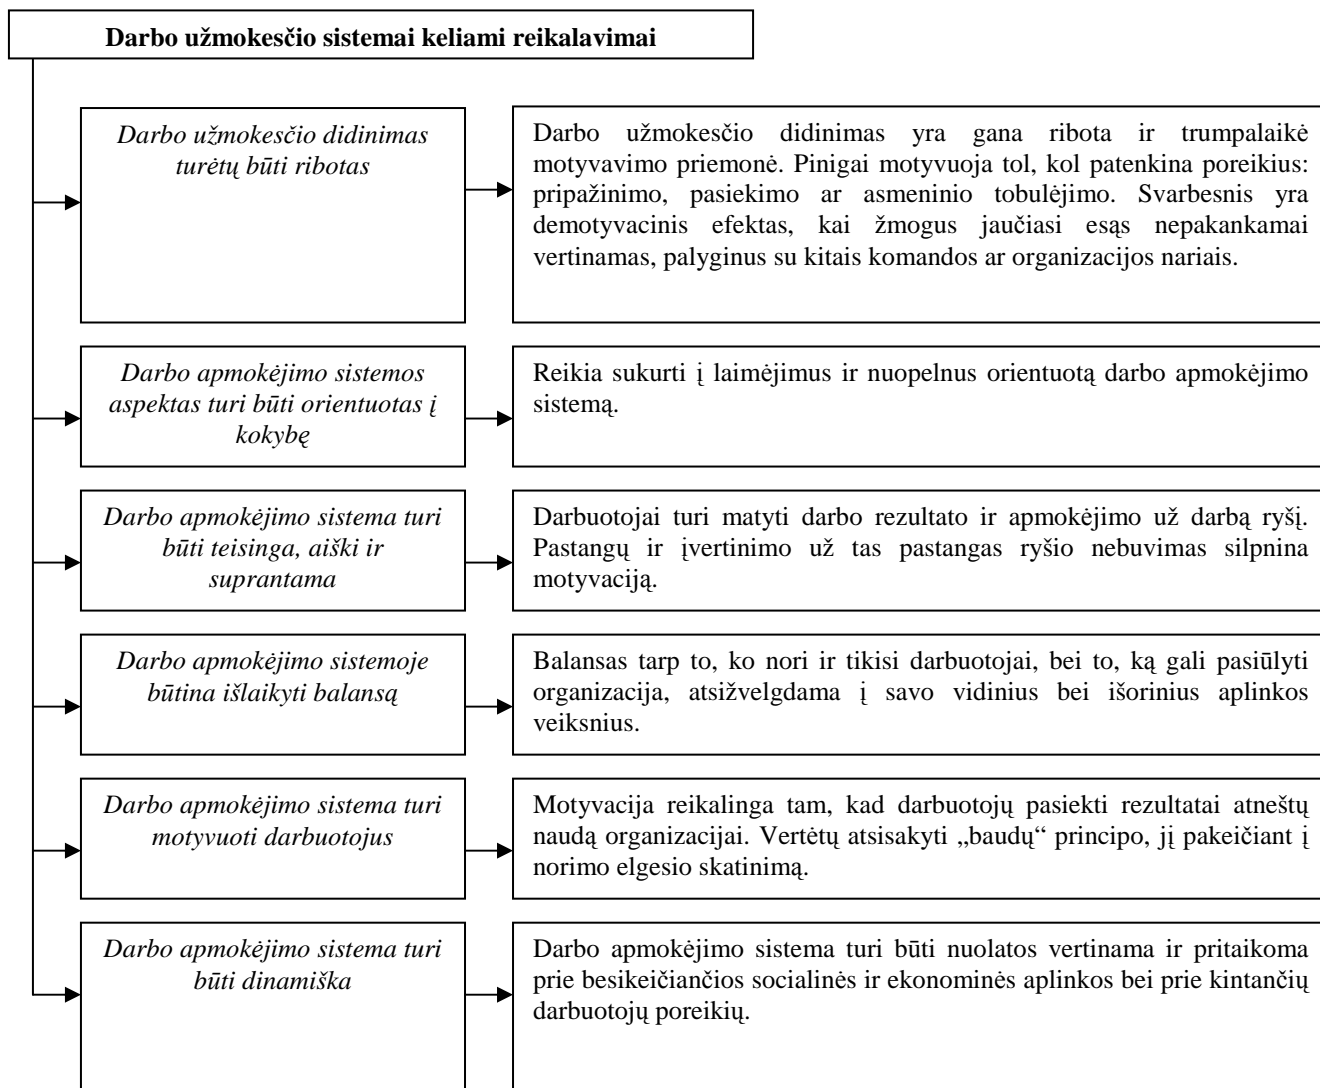 Darbo užmokesčio sistemai keliami reikalavimai
Darbo užmokesčio didinimas
turėtų būti ribotas
Darbo užmokesčio didinimas yra gana ribota ir trumpalaikė
motyvavimo priemonė. Pinigai motyvuoja tol, kol patenkina poreikius:
pripažinimo, pasiekimo ar asmeninio tobulėjimo. Svarbesnis yra
demotyvacinis efektas, kai žmogus jaučiasi esąs nepakankamai
vertinamas, palyginus su kitais komandos ar organizacijos nariais.
Darbo apmokėjimo sistemos
aspektas turi būti orientuotas į
kokybę
Reikia sukurti į laimėjimus ir nuopelnus orientuotą darbo apmokėjimo
sistemą.
Darbo apmokėjimo sistema turi
būti teisinga, aiški ir
suprantama
Darbuotojai turi matyti darbo rezultato ir apmokėjimo už darbą ryšį.
Pastangų ir įvertinimo už tas pastangas ryšio nebuvimas silpnina
motyvaciją.
Darbo apmokėjimo sistemoje
būtina išlaikyti balansą
Balansas tarp to, ko nori ir tikisi darbuotojai, bei to, ką gali pasiūlyti
organizacija, atsižvelgdama į savo vidinius bei išorinius aplinkos
veiksnius.
Darbo apmokėjimo sistema turi
motyvuoti darbuotojus
Motyvacija reikalinga tam, kad darbuotojų pasiekti rezultatai atneštų
naudą organizacijai. Vertėtų atsisakyti „baudų“ principo, jį pakeičiant į
norimo elgesio skatinimą.
Darbo apmokėjimo sistema turi
būti dinamiška
Darbo apmokėjimo sistema turi būti nuolatos vertinama ir pritaikoma
prie besikeičiančios socialinės ir ekonominės aplinkos bei prie kintančių
darbuotojų poreikių.